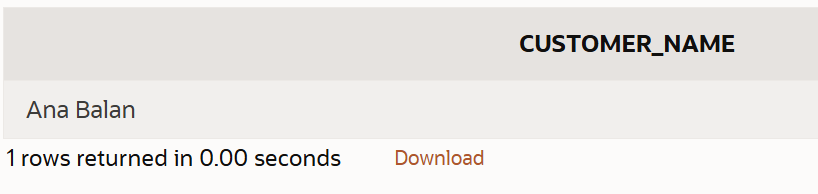 CUSTOMER_NAME
Ana Balan
1 rows returned in 0.00 seconds Download